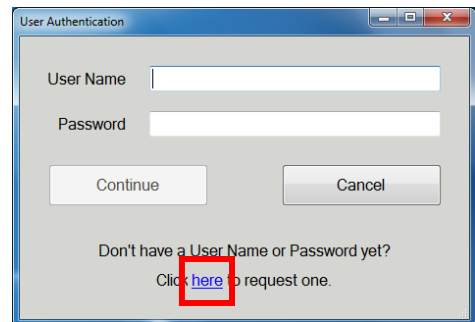 User Authentication
User Name
Password
Continue
Cancel
Don't have a User Name or Password yet?
Click here to request one.